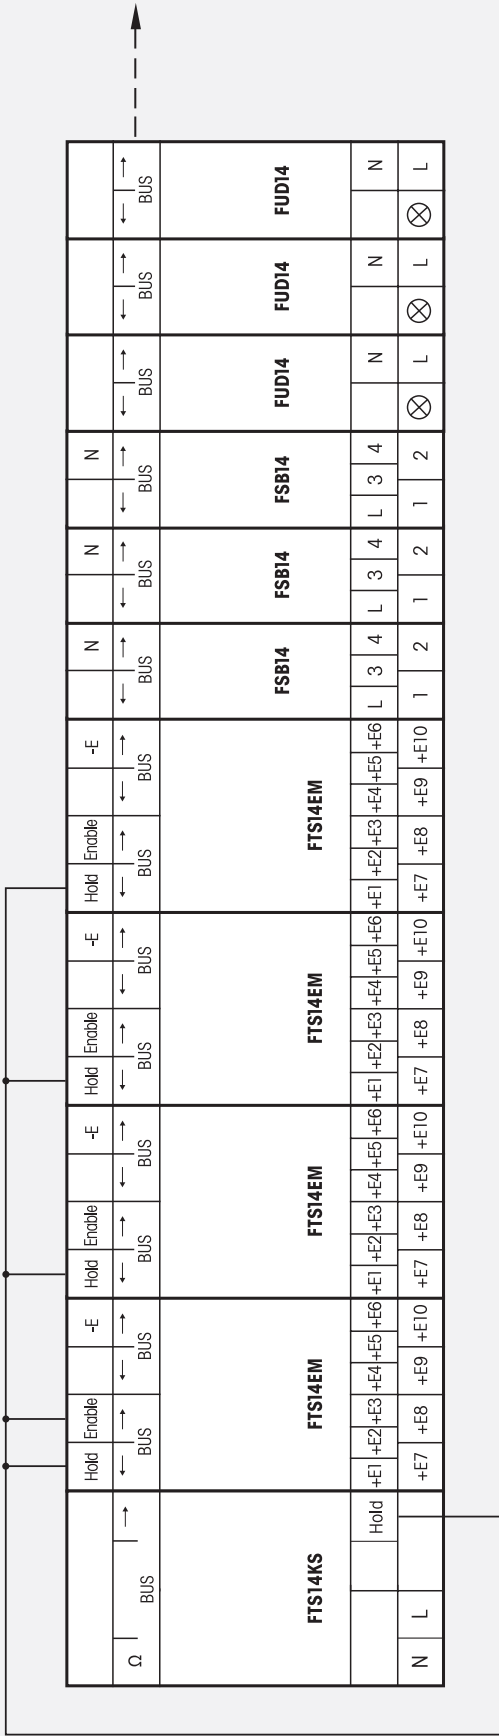 N L
BUS
FUD14
N L
BUS
FUD14
N L
BUS
FUD14
N
BUS
FSB14
L 3 4
1 2
N
BUS
FSB14
L 3 4
1 2
N
BUS
FSB14
L 3 4
1 2
Hold Enable -E
BUS BUS
FTS14EM
+E1 +E2 +E3 +E4 +E5 +E6
+E7 +E8 +E9 +E10
Hold Enable -E
BUS BUS
FTS14EM
+E1 +E2 +E3 +E4 +E5 +E6
+E7 +E8 +E9 +E10
Hold Enable -E
BUS BUS
FTS14EM
+E1 +E2 +E3 +E4 +E5 +E6
+E7 +E8 +E9 +E10
Hold Enable -E
BUS BUS
FTS14EM
+E1 +E2 +E3 +E4 +E5 +E6
+E7 +E8 +E9 +E10
Ω BUS
FTS14KS
Hold
N L